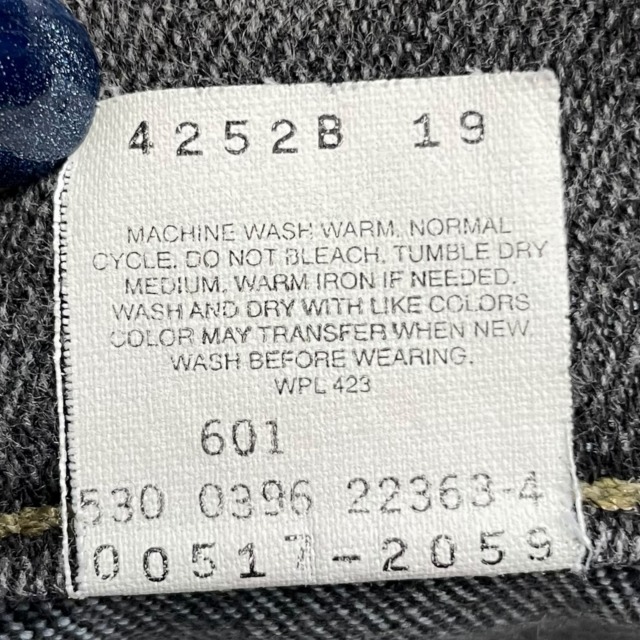 4252B 19
MACHINE WASH WARM. NORMAL
CYCLE. DO NOT BLEACH. TUMBLE DRY
MEDIUM. WARM IRON IF NEEDED.
WASH AND DRY WITH LIKE COLORS
COLOR MAY TRANSFER WHEN NEW
WASH BEFORE WEARING.
WPL 423
601
530 0396 22363-4
00517-2059